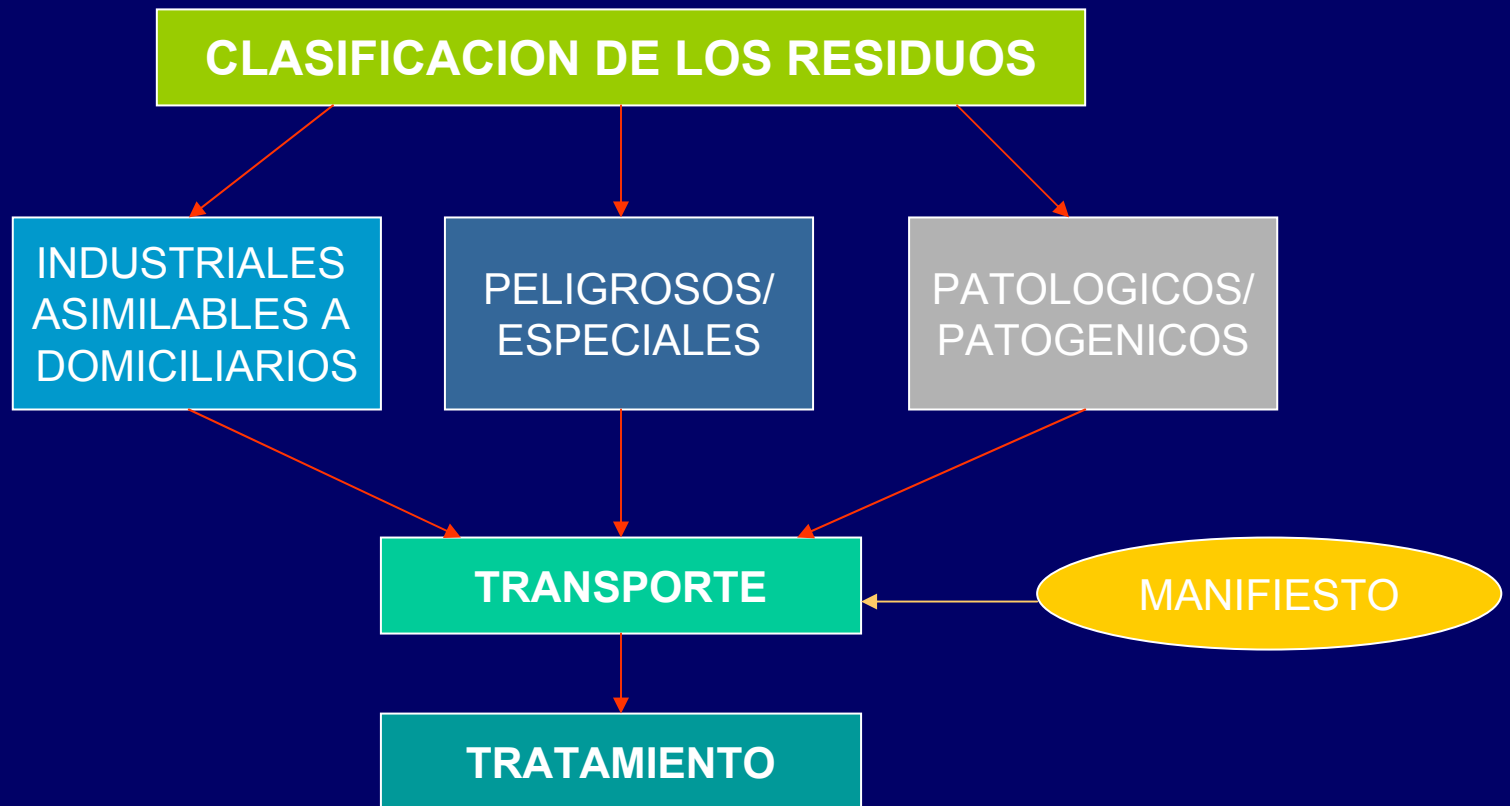 CLASIFICACION DE LOS RESIDUOS
INDUSTRIALES
ASIMILABLES A
DOMICILIARIOS
PELIGROSOS/
ESPECIALES
PATOLOGICOS/
PATOGENICOS
TRANSPORTE
MANIFIESTO
TRATAMIENTO